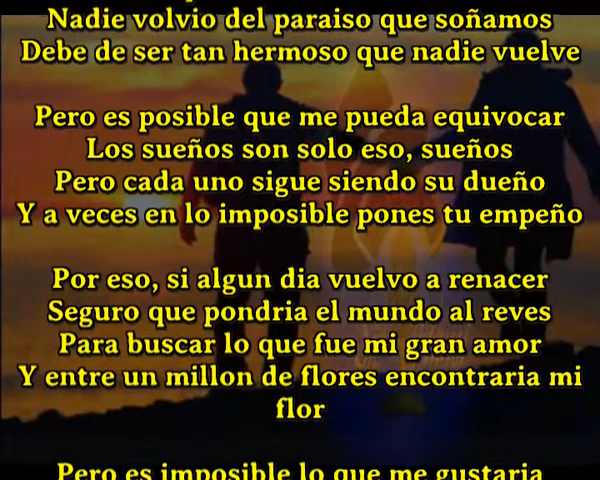 Nadie volvio del paraiso que soñamos
Debe de ser tan hermoso que nadie vuelve
Pero es posible que me pueda equivocar
Los sueños son solo eso, sueños
Pero cada uno sigue siendo su dueño
Y a veces en lo imposible pones tu empeño
Por eso, si algun dia vuelvo a renacer
Seguro que pondria el mundo al reves
Para buscar lo que fue mi gran amor
Y entre un millon de flores encontraria mi
flor
Pero es imposible lo que me gustaria